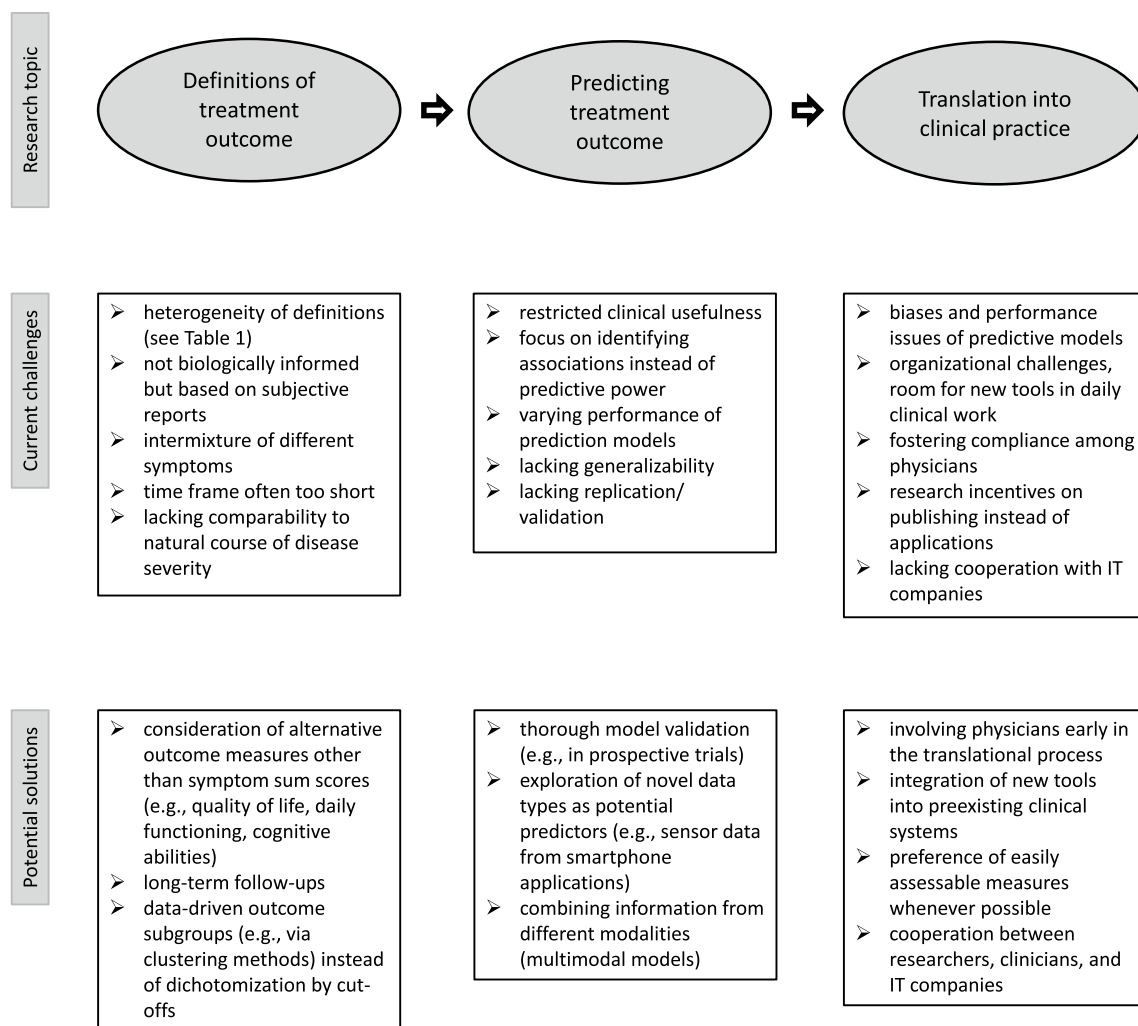 Research topic
Definitions of
treatment
outcome
Predicting
treatment
outcome
Translation into
clinical practice
Current challenges
➢ heterogeneity of definitions
(see Table 1)
➢ not biologically informed
but based on subjective
reports
➢ intermixture of different
symptoms
➢ time frame often too short
➢ lacking comparability to
natural course of disease
severity
➢ restricted clinical usefulness
➢ focus on identifying
associations instead of
predictive power
➢ varying performance of
prediction models
➢ lacking generalizability
➢ lacking replication/
validation
➢ biases and performance
issues of predictive models
➢ organizational challenges,
room for new tools in daily
clinical work
➢ fostering compliance among
physicians
➢ research incentives on
publishing instead of
applications
➢ lacking cooperation with IT
companies
Potential solutions
➢ consideration of alternative
outcome measures other
than symptom sum scores
(e.g., quality of life, daily
functioning, cognitive
abilities)
➢ long-term follow-ups
➢ data-driven outcome
subgroups (e.g., via
clustering methods) instead
of dichotomization by cut-
offs
➢ thorough model validation
(e.g., in prospective trials)
➢ exploration of novel data
types as potential
predictors (e.g., sensor data
from smartphone
applications)
➢ combining information from
different modalities
(multimodal models)
➢ involving physicians early in
the translational process
➢ integration of new tools
into preexisting clinical
systems
➢ preference of easily
assessable measures
whenever possible
➢ cooperation between
researchers, clinicians, and
IT companies